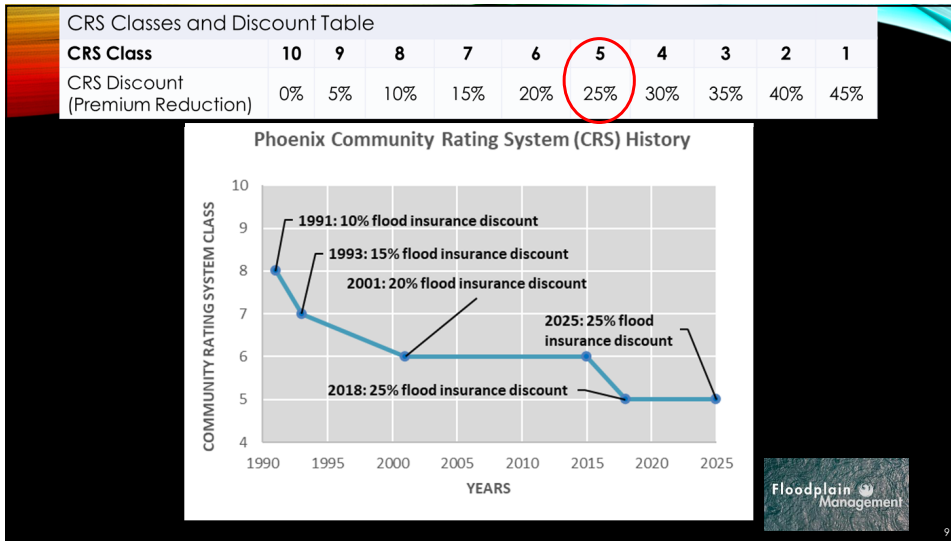 CRS Classes and Discount Table
CRS Class 10 9 8 7 6 5 4 3 2 1
CRS Discount
(Premium Reduction) 0% 5% 10% 15% 20% 25% 30% 35% 40% 45%
Phoenix Community Rating System (CRS) History
COMMUNITY RATING SYSTEM CLASS
10
9
8
7
6
5
4
1991: 10% flood insurance discount
1993: 15% flood insurance discount
2001: 20% flood insurance discount
2025: 25% flood
insurance discount
2018: 25% flood insurance discount
1990 1995 2000 2005 2010 2015 2020 2025
YEARS
Floodplain
Management
9